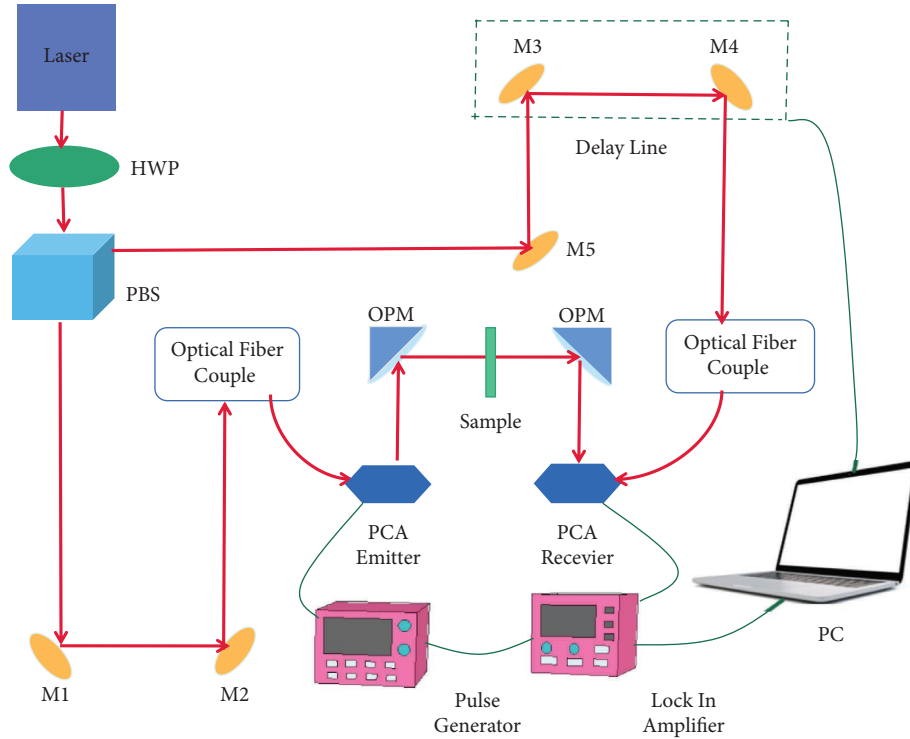 Laser
HWP
PBS
M3
M4
Delay Line
M5
OPM
OPM
Optical Fiber
Couple
Optical Fiber
Couple
Sample
PCA
Emitter
PCA
Recevier
M1
M2
Pulse
Generator
Lock In
Amplifier
PC